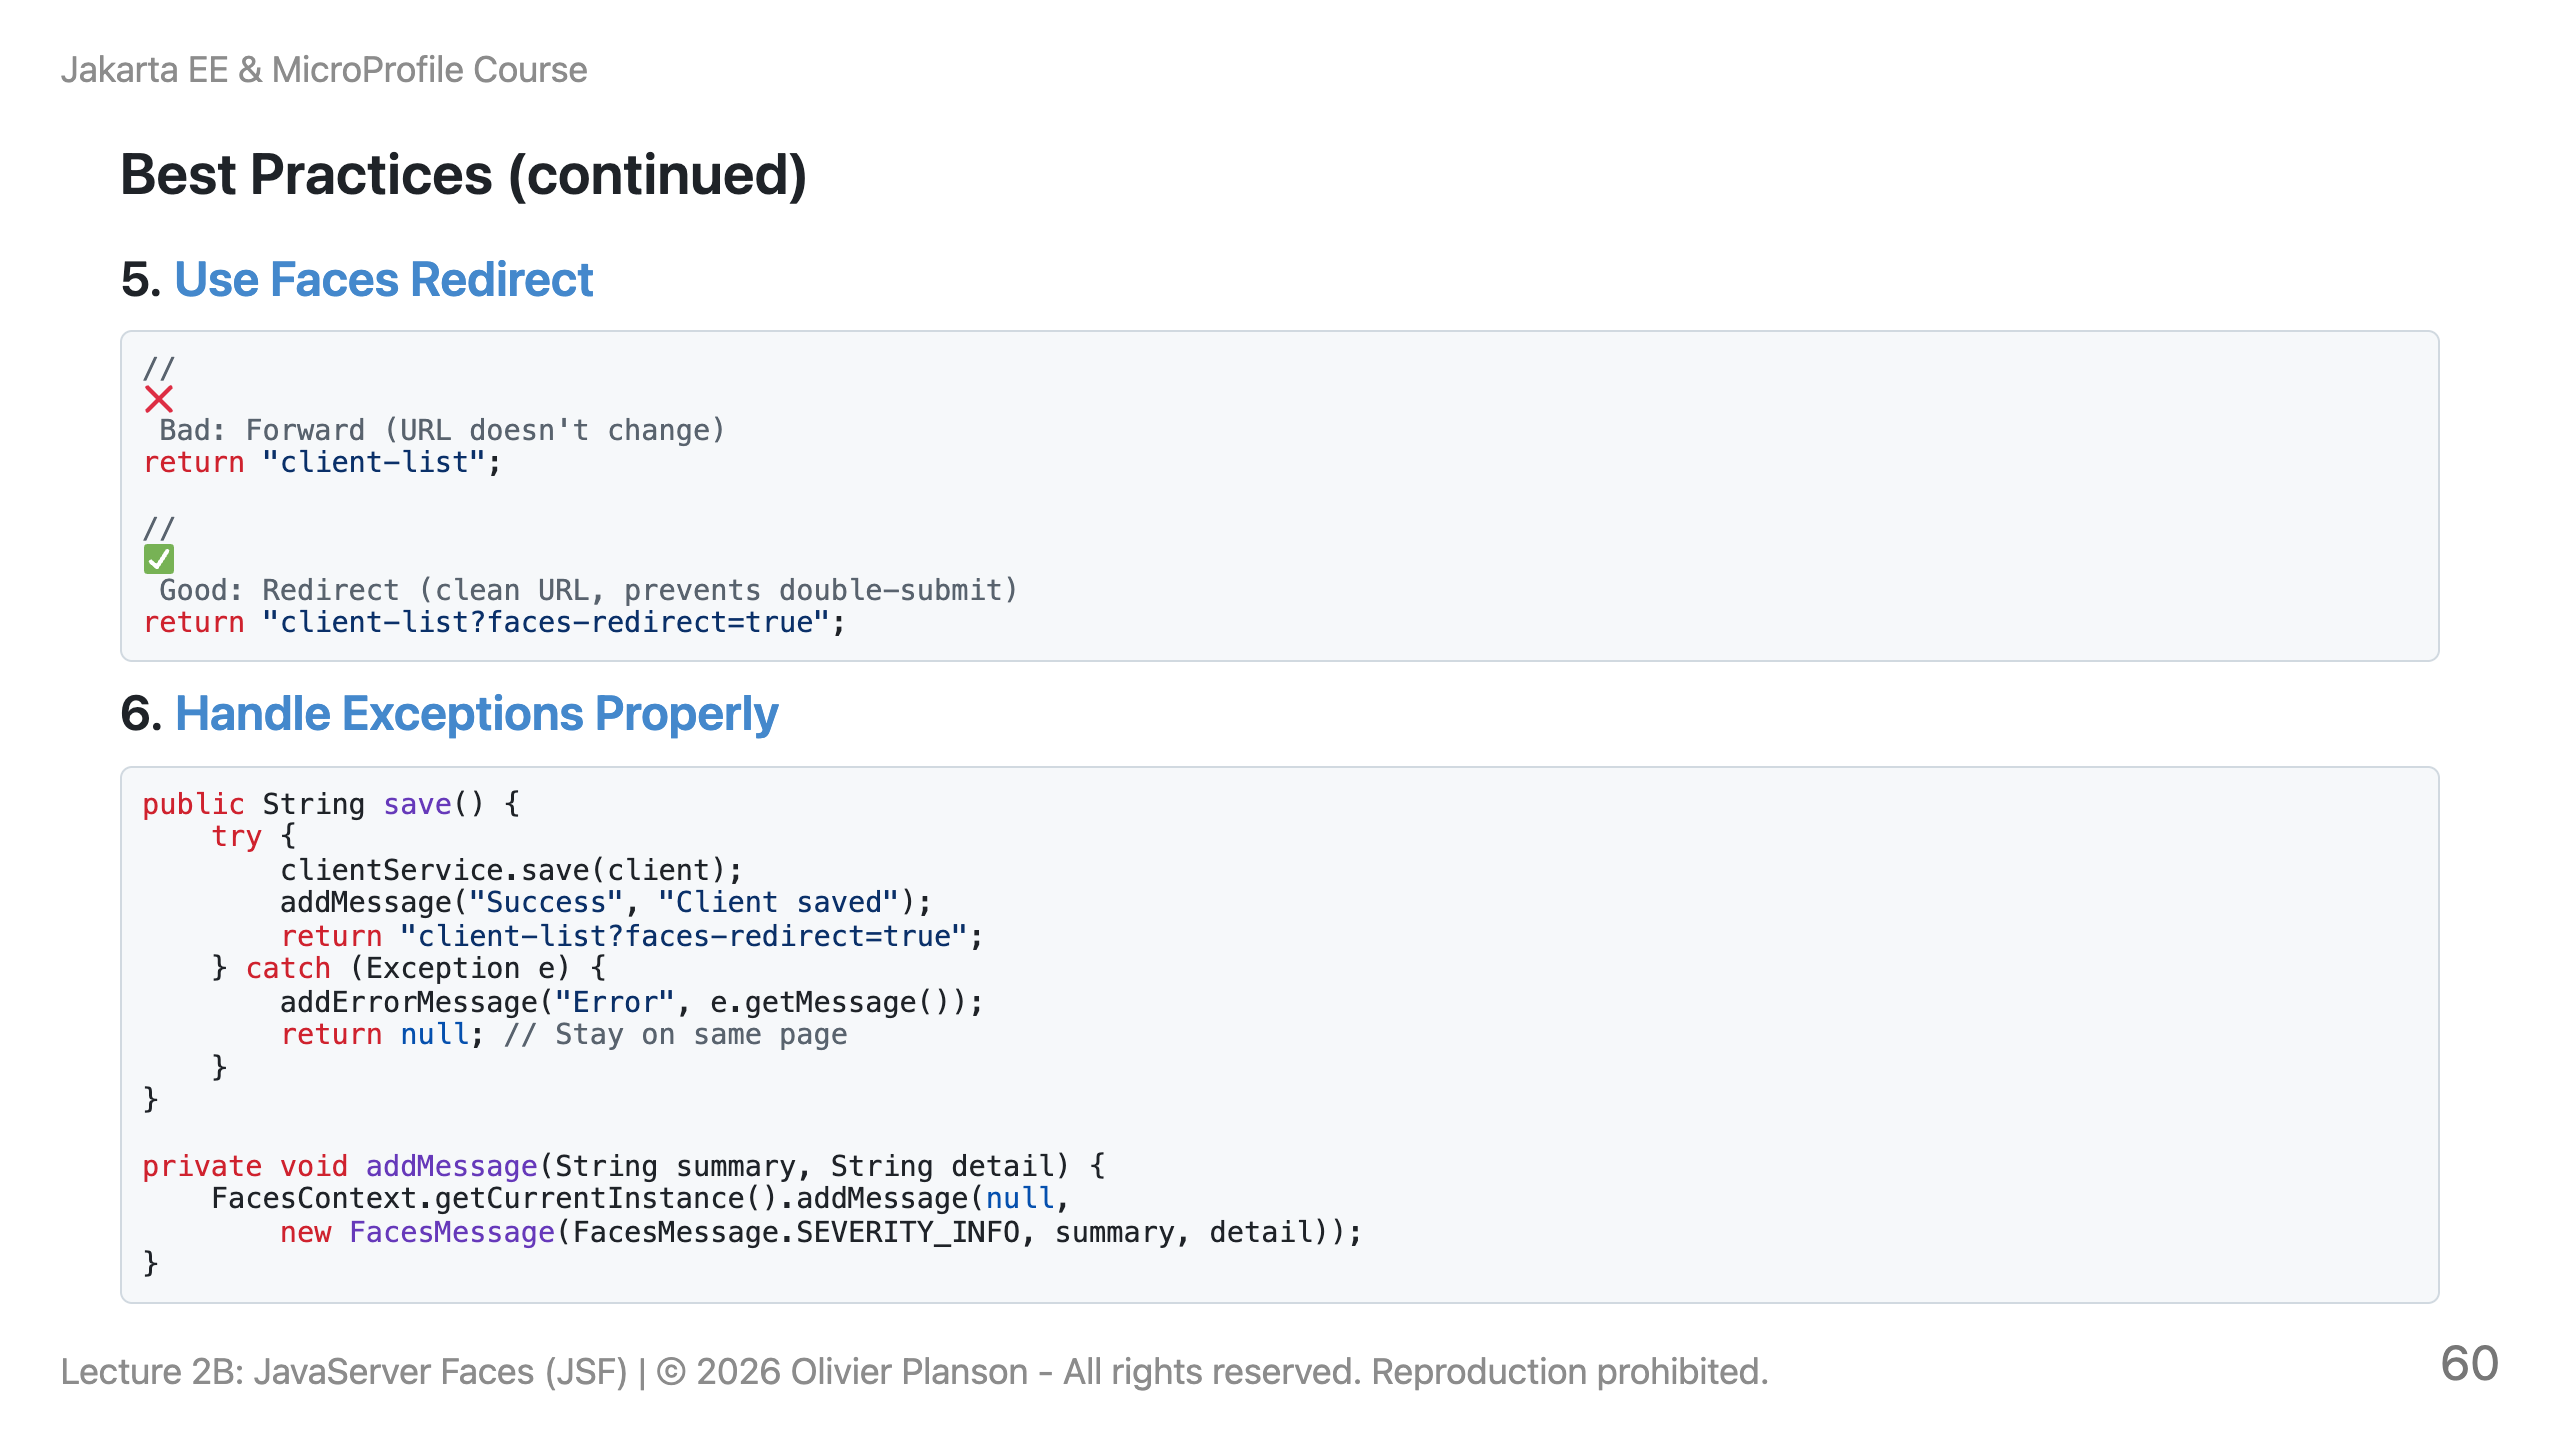 Jakarta EE & MicroProfile Course
Best Practices (continued)
5. Use Faces Redirect
//
❌
 Bad: Forward (URL doesn't change)
return "client-list";
//
✅
 Good: Redirect (clean URL, prevents double-submit)
return "client-list?faces-redirect=true";
6. Handle Exceptions Properly
public String save() {
    try {
        clientService.save(client);
        addMessage("Success", "Client saved");
        return "client-list?faces-redirect=true";
    } catch (Exception e) {
        addErrorMessage("Error", e.getMessage());
        return null; // Stay on same page
    }
}
private void addMessage(String summary, String detail) {
    FacesContext.getCurrentInstance().addMessage(null,
        new FacesMessage(FacesMessage.SEVERITY_INFO, summary, detail));
}
Lecture 2B: JavaServer Faces (JSF) | © 2026 Olivier Planson - All rights reserved. Reproduction prohibited.
60